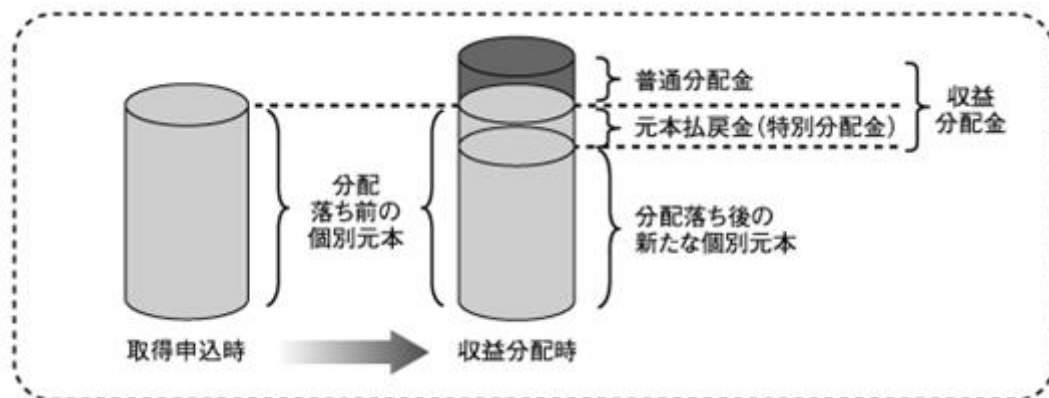 普通分配金
元本払戻金(特別分配金)
収益
分配金
分配
落ち前の
個別元本
分配落ち後の
新たな個別元本
取得申込時
収益分配時